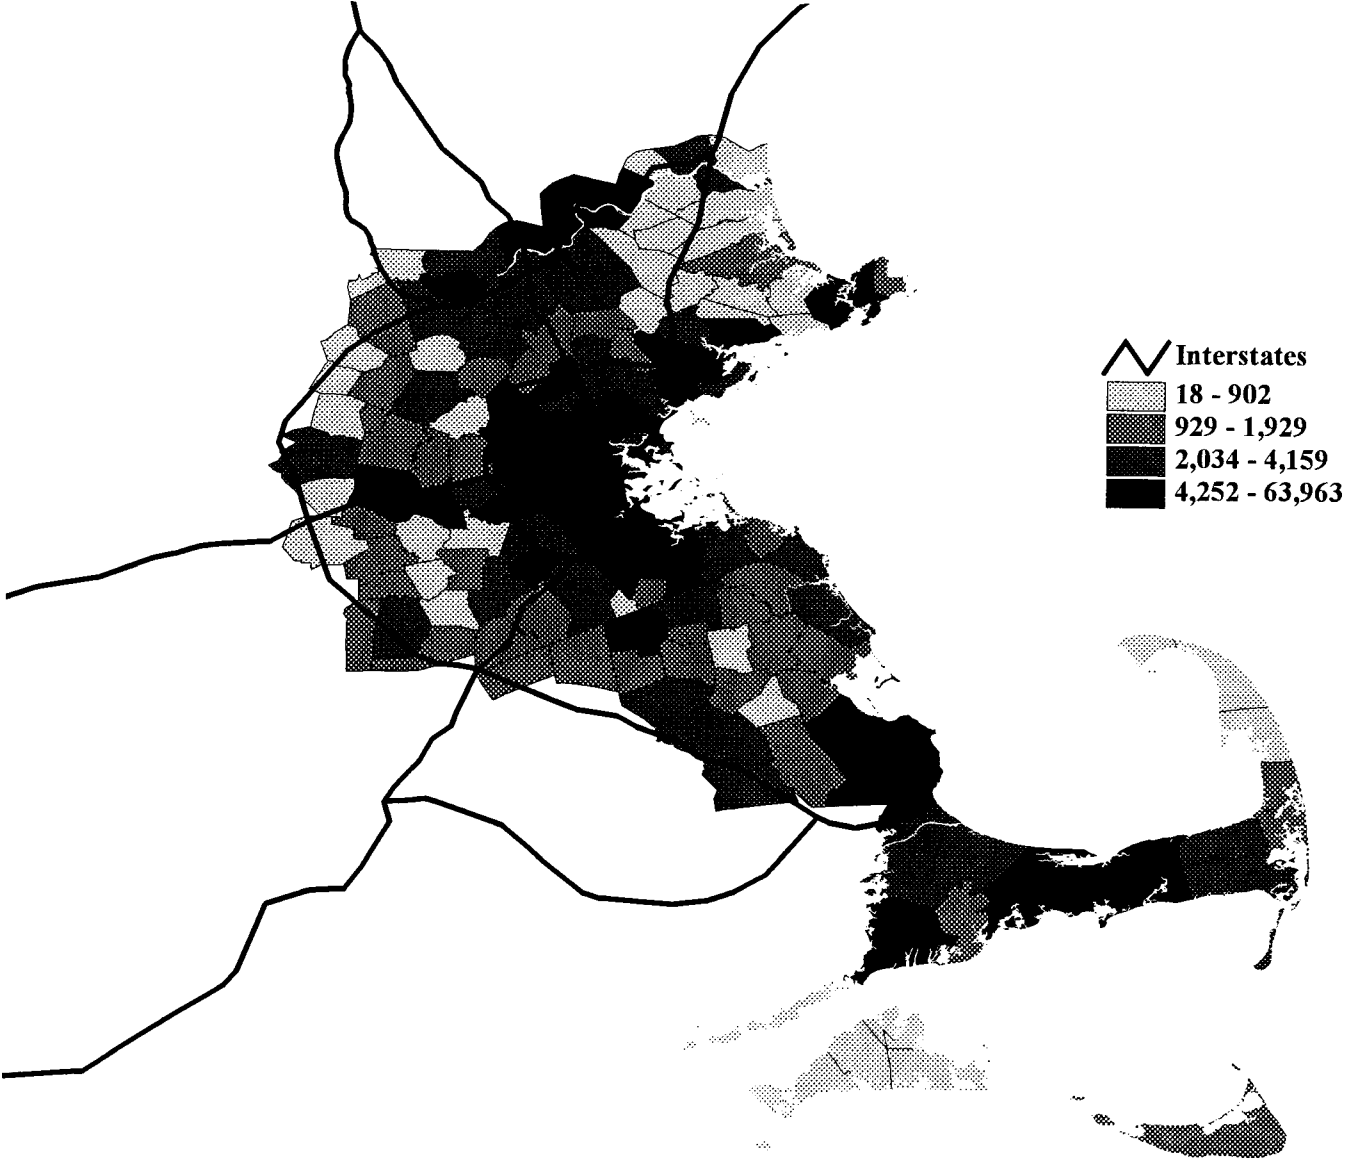 Interstates
18 - 902
929 - 1,929
2,034 - 4,159
4,252 - 63,963